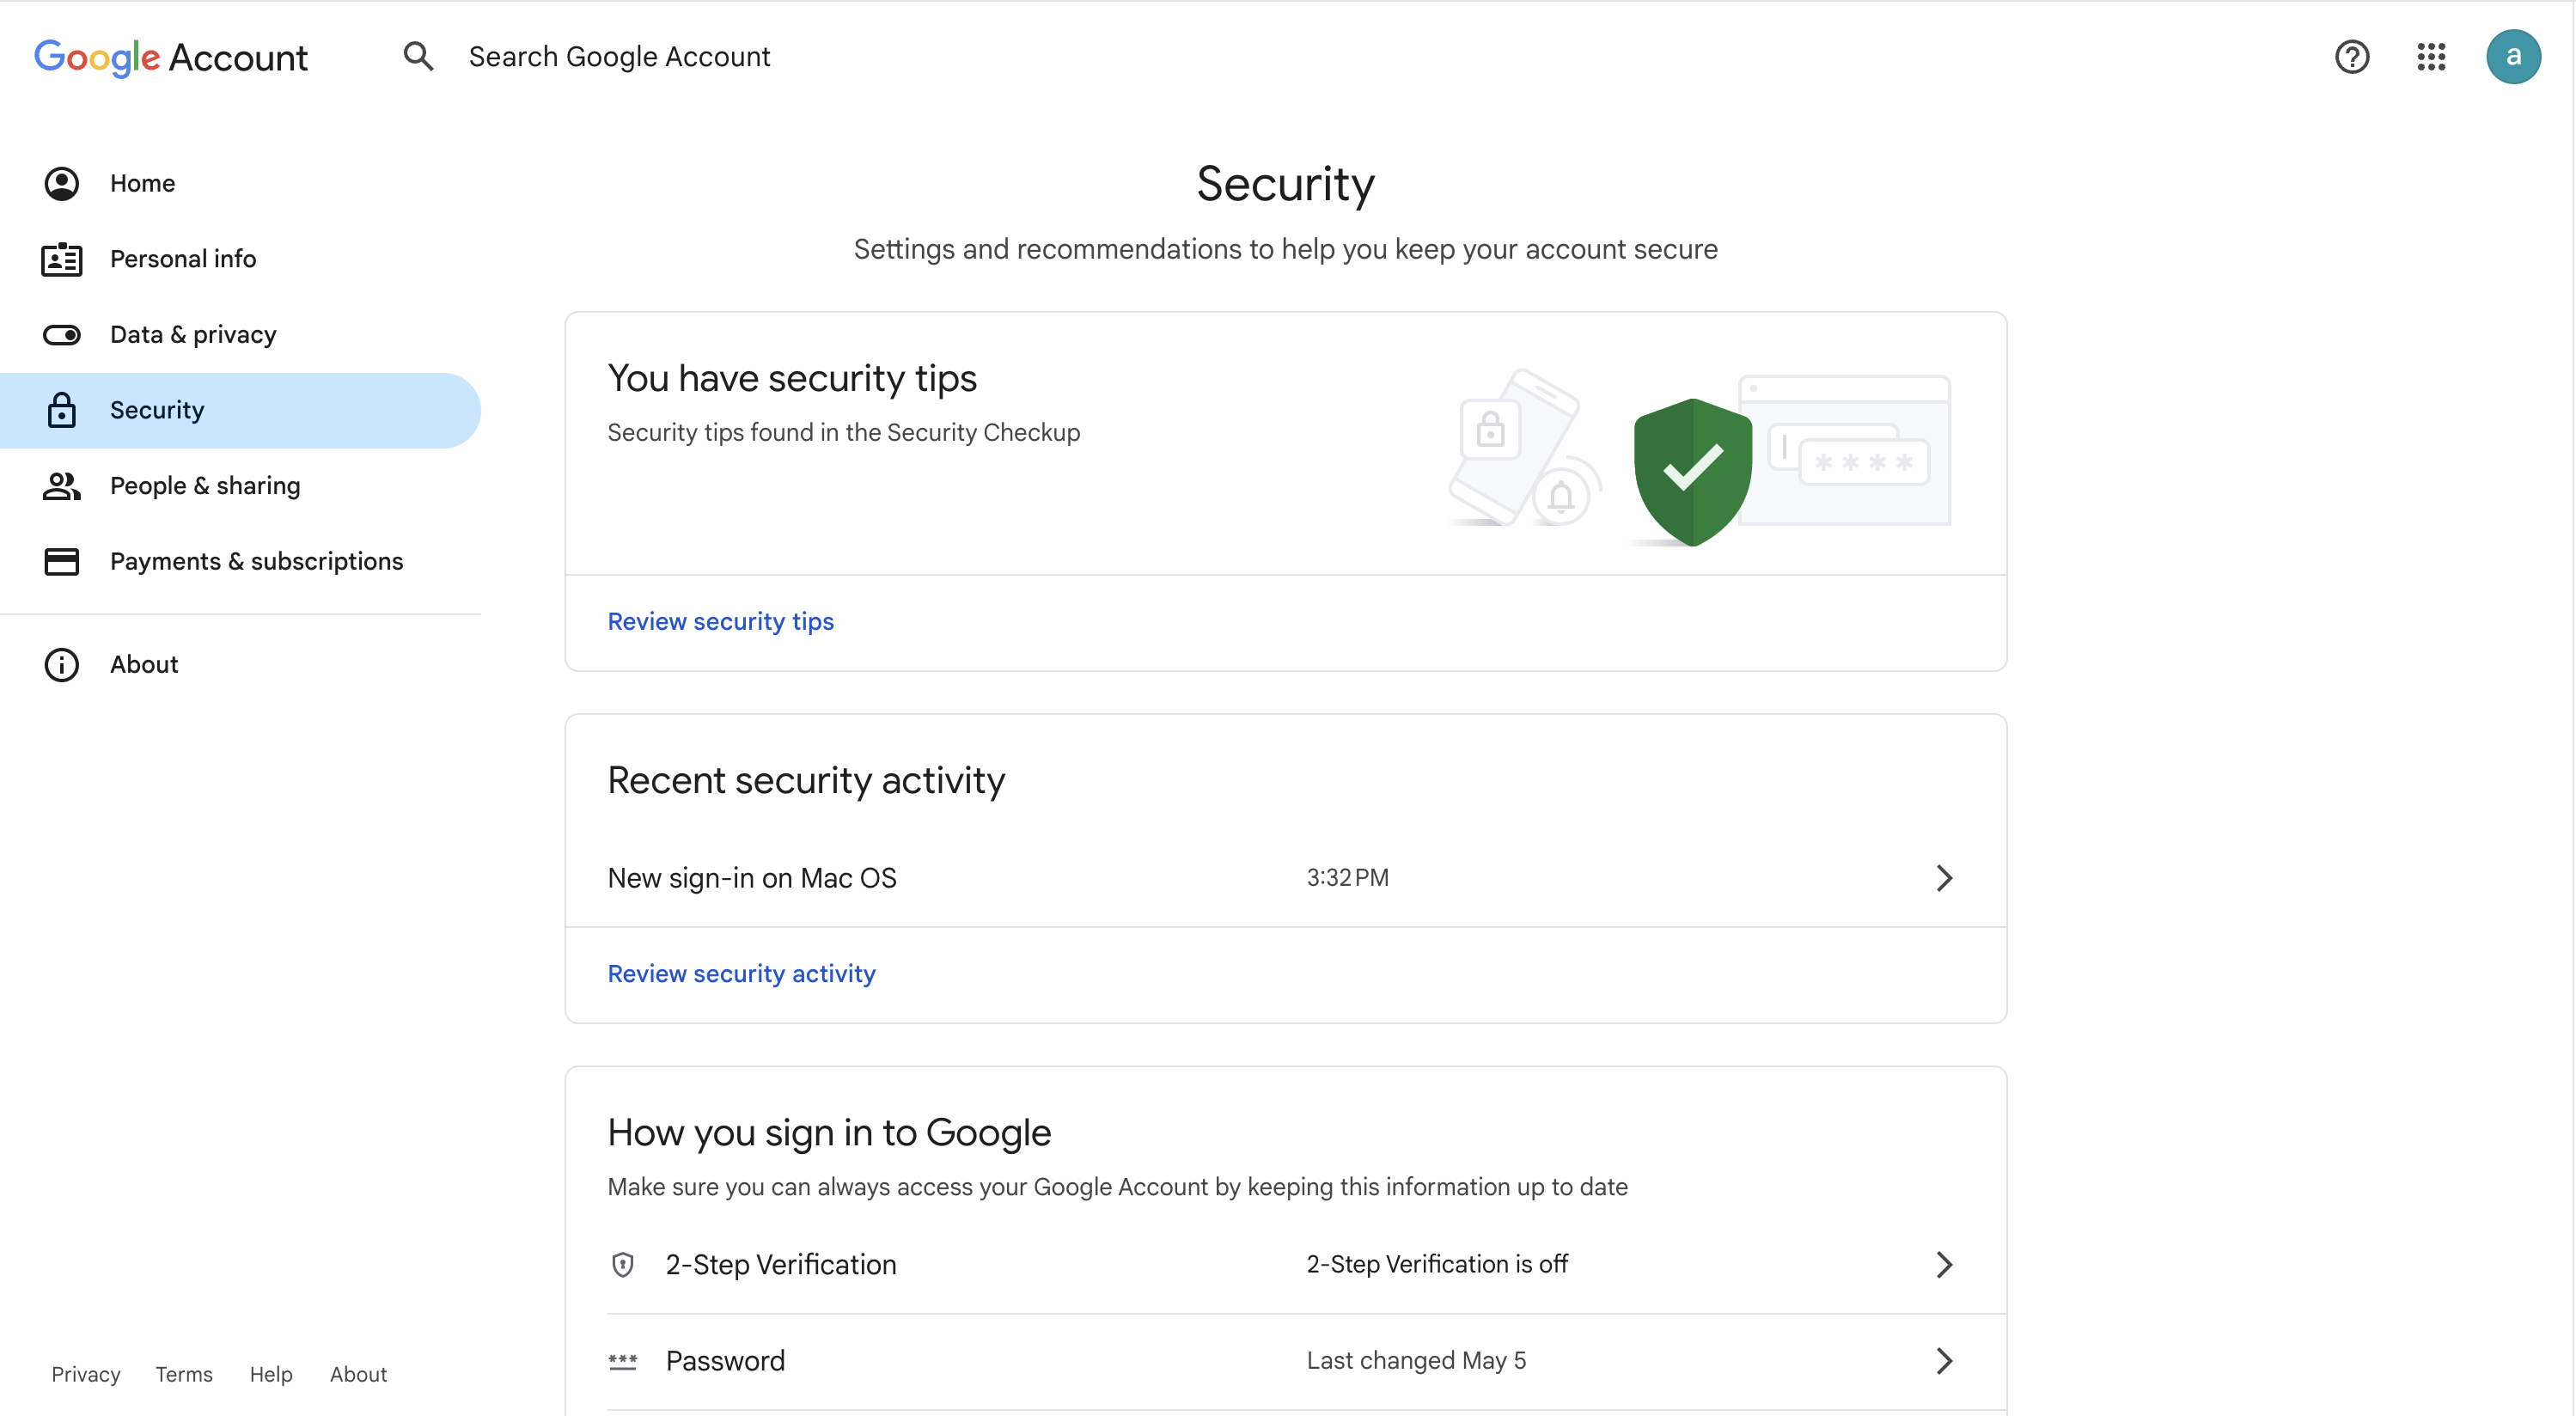 Google Account
Search Google Account
a
Home
Personal info
Data & privacy
Security
People & sharing
Payments & subscriptions
About
Privacy Terms Help About
Security
Settings and recommendations to help you keep your account secure
You have security tips
Security tips found in the Security Checkup
****
Review security tips
Recent security activity
New sign-in on Mac OS 3:32 PM
Review security activity
How you sign in to Google
Make sure you can always access your Google Account by keeping this information up to date
2-Step Verification 2-Step Verification is off
Password Last changed May 5